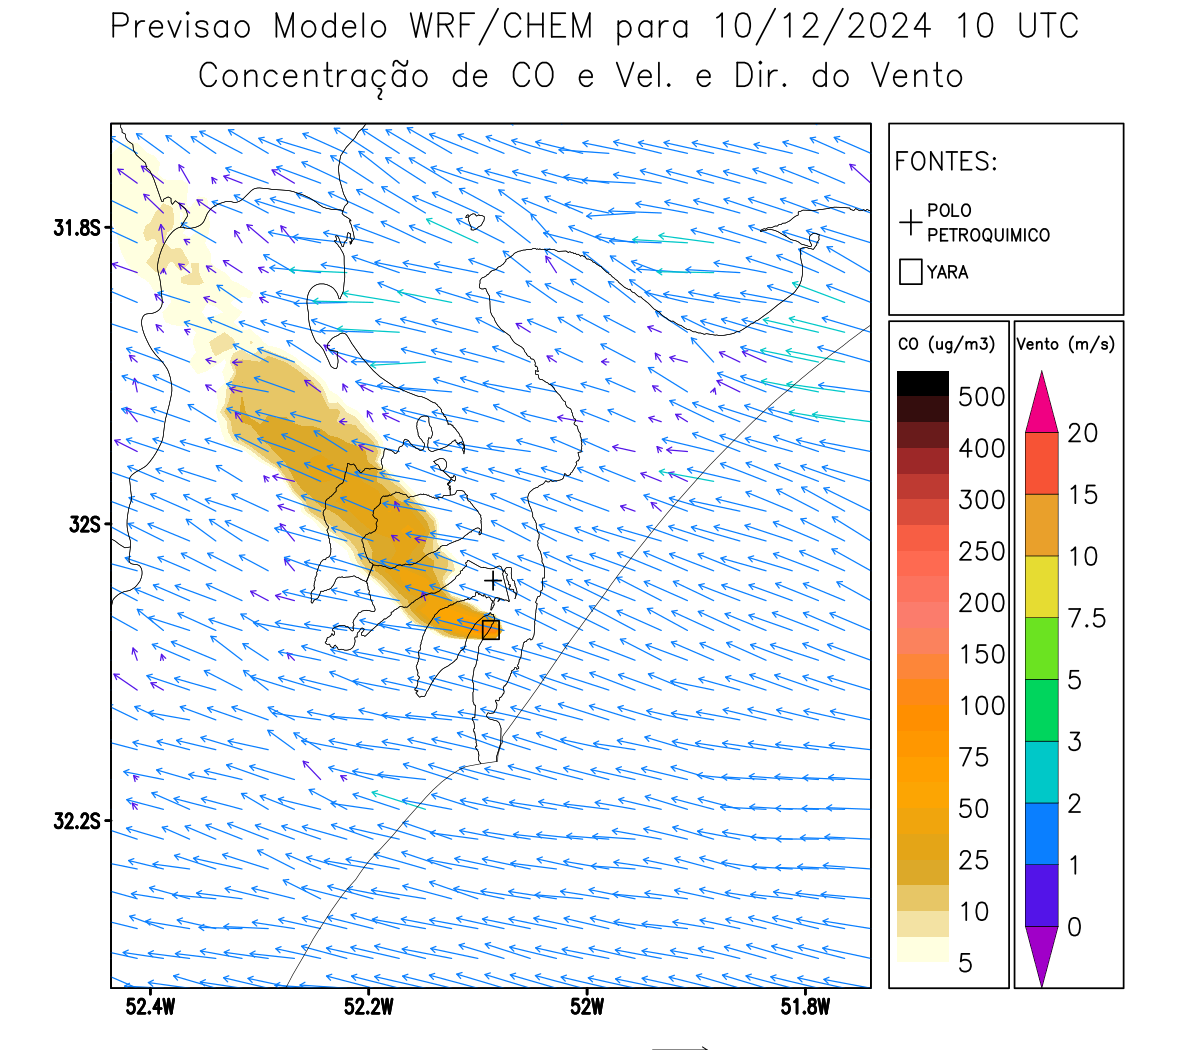 Previsao Modelo WRF/CHEM para 10/12/2024 10 UTC
Concentração de CO e Vel. e Dir. do Vento
FONTES:
POLO
PETROQUIMICO
YARA
31.8S
32S
32.2S
52.4W
52.2W
52W
51.8W
CO (ug/m3)
500
400
300
250
200
150
100
75
50
25
10
5
Vento (m/s)
20
15
10
7.5
5
3
2
1
0